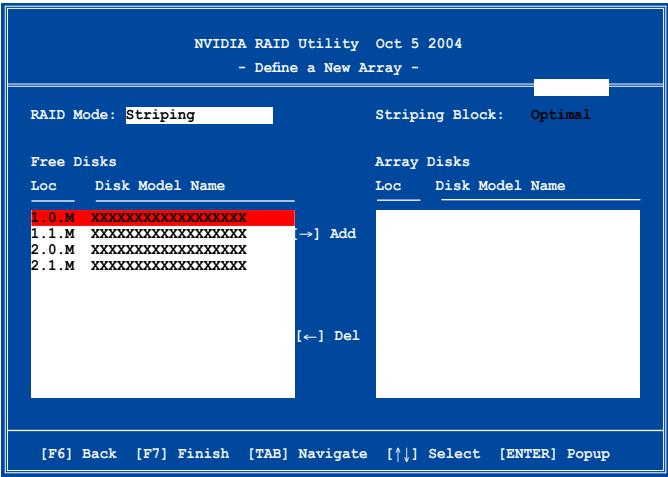 NVIDIA RAID Utility Oct 5 2004
- Define a New Array -
RAID Mode: Striping
Striping Block: Optimal
Free Disks
Array Disks
Loc Disk Model Name
Loc Disk Model Name
1.0.M XXXXXXXXXXXXXXXXXX
1.1.M XXXXXXXXXXXXXXXXXX
2.0.M XXXXXXXXXXXXXXXXXX
2.1.M XXXXXXXXXXXXXXXXXX
[→] Add
[←] Del
[F6] Back [F7] Finish [TAB] Navigate [↑↓] Select [ENTER] Popup